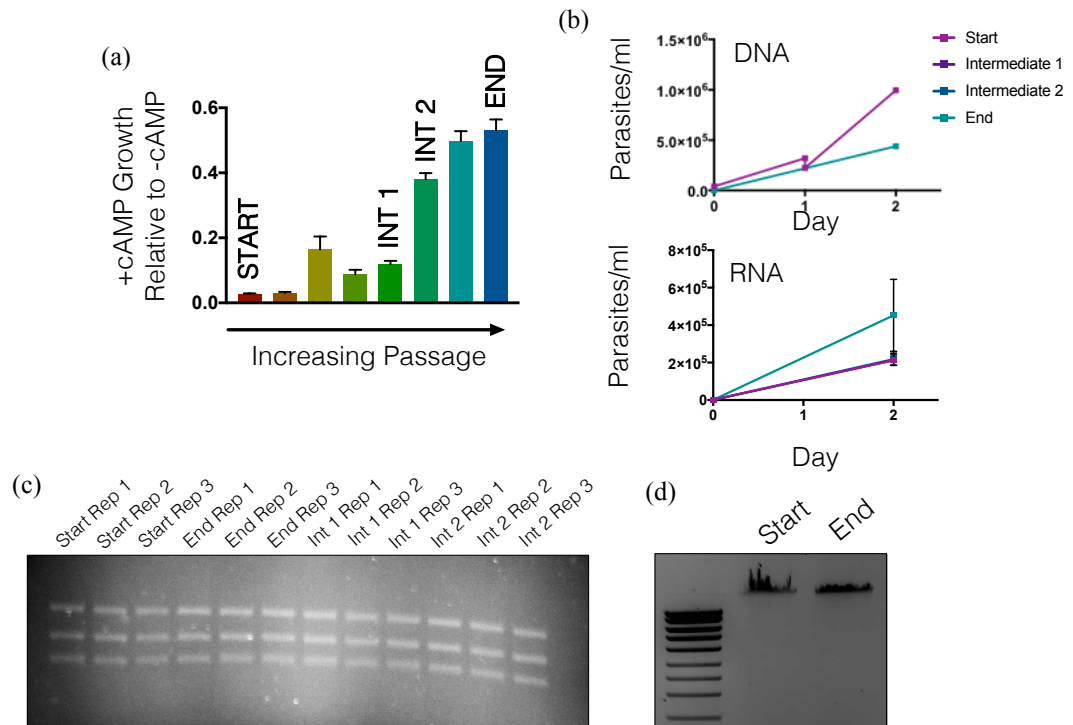 (a)
+cAMP Growth
Relative to -cAMP
0.6
0.4
0.2
0.0
START
INT 1
INT 2
END
Increasing Passage
(b)
Parasites/ml
1.5×10⁶
1.0×10⁶
5.0×10⁵
0.0
DNA
0
1
2
Day
Start
Intermediate 1
Intermediate 2
End
Parasites/ml
8×10⁵
6×10⁵
4×10⁵
2×10⁵
0
RNA
0
1
2
Day
(c)
Start Rep 1
Start Rep 2
Start Rep 3
End Rep 1
End Rep 2
End Rep 3
Int 1 Rep 1
Int 1 Rep 2
Int 1 Rep 3
Int 2 Rep 1
Int 2 Rep 2
Int 2 Rep 3
(d)
Start
End